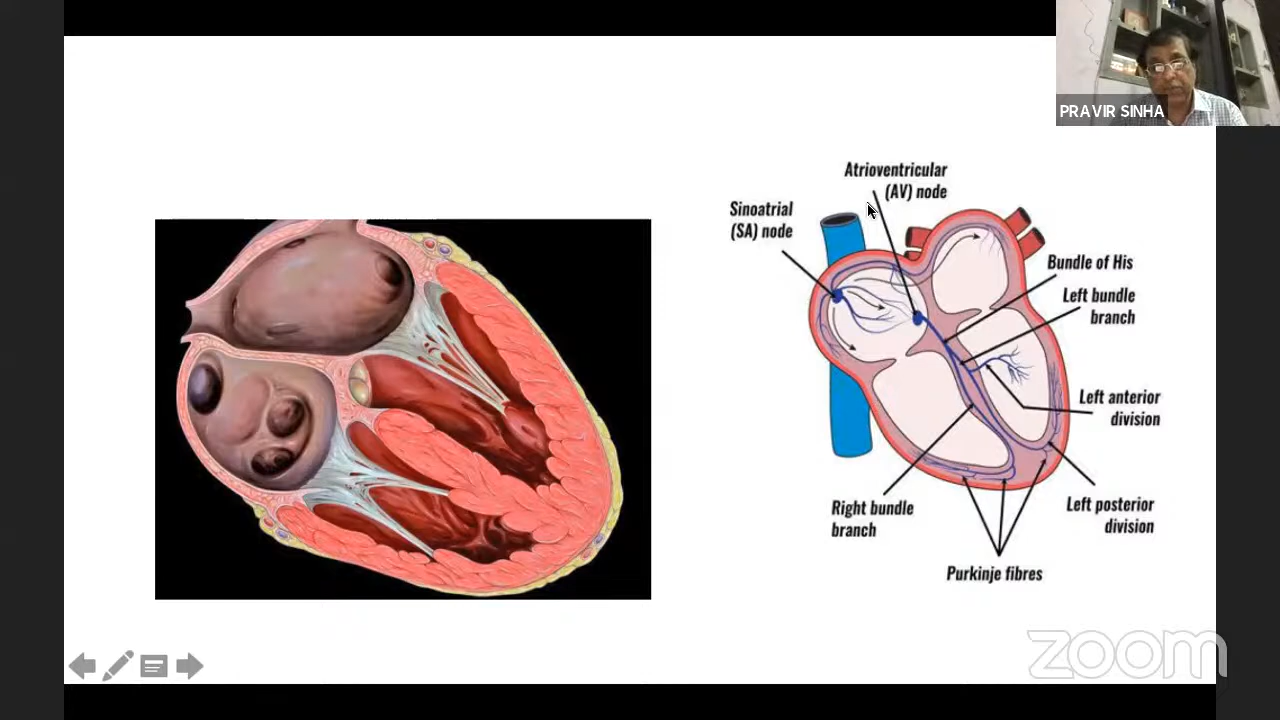 PRAVIR SINHA
Atrioventricular
(AV) node
Sinoatrial
(SA) node
Bundle of His
Left bundle
branch
Left anterior
division
Right bundle
branch
Left posterior
division
Purkinje fibres
zoom